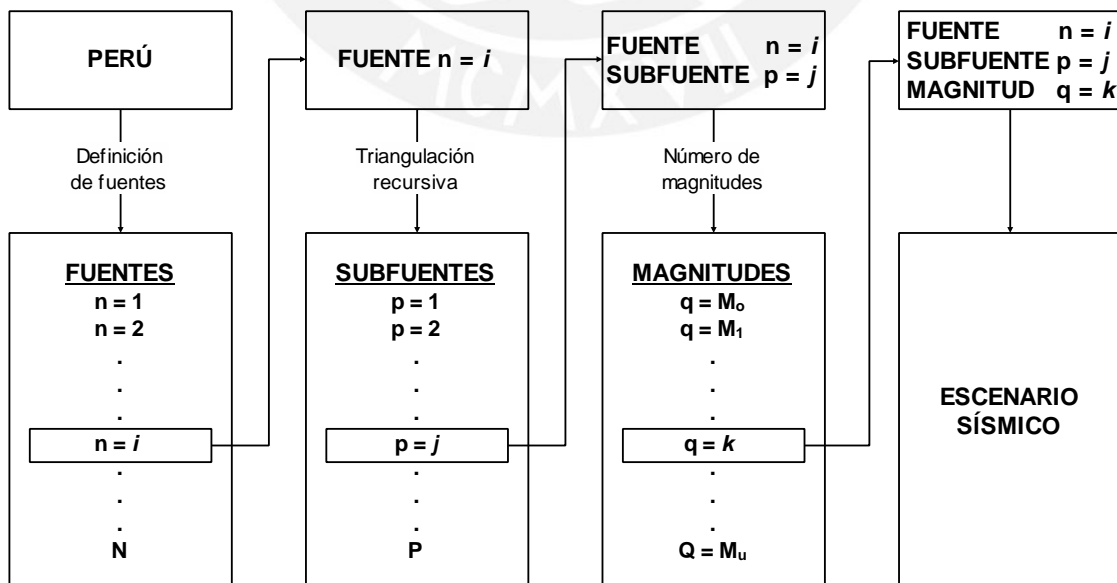 PERÚ
Definición
de fuentes
FUENTES
n = 1
n = 2
.
.
.
n = i
.
.
.
N
FUENTE n = i
Triangulación
recursiva
SUBFUENTES
p = 1
p = 2
.
.
.
p = j
.
.
.
P
FUENTE n = i
SUBFUENTE p = j
Número de
magnitudes
MAGNITUDES
q = Mo
q = M1
.
.
.
q = k
.
.
.
Q = Mu
FUENTE n = i
SUBFUENTE p = j
MAGNITUD q = k
ESCENARIO
SÍSMICO
MCMXVII